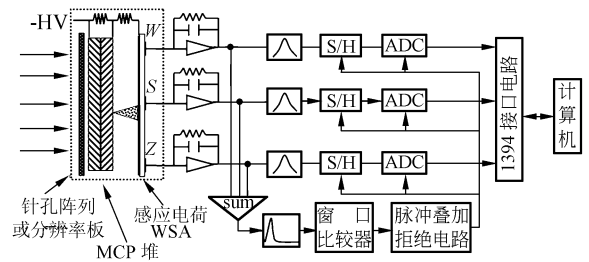 -HV
W
S
Z
S/H
ADC
S/H
ADC
S/H
ADC
1394接口电路
计算机
sum
针孔阵列
或分辨率板
MCP 堆
感应电荷
WSA
窗口
比较器
脉冲叠加
拒绝电路